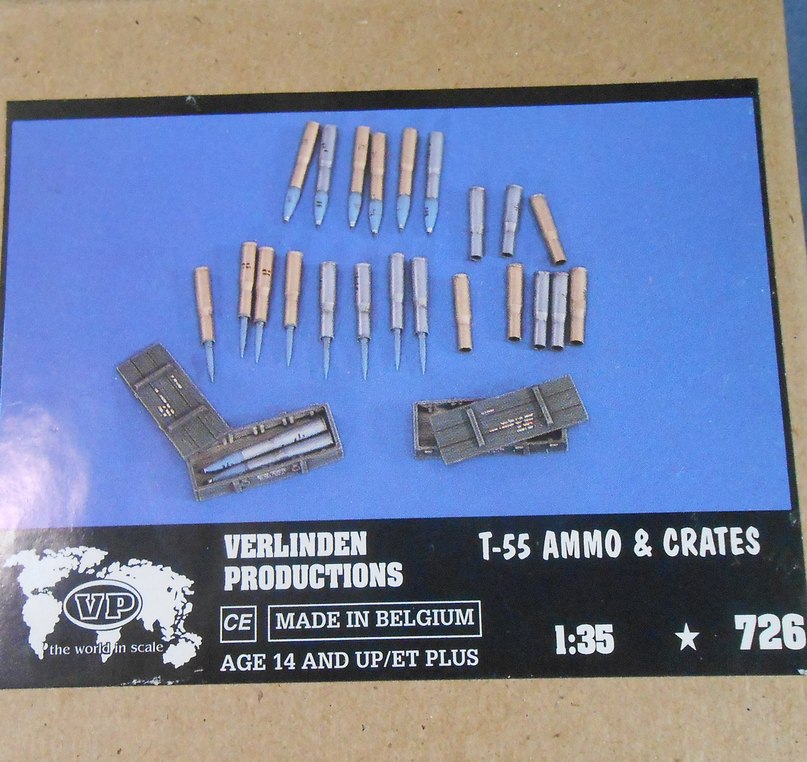 VERLINDEN
PRODUCTIONS
T-55 AMMO & CRATES
VP
the world in scale
CE
MADE IN BELGIUM
AGE 14 AND UP/ET PLUS
1:35
726